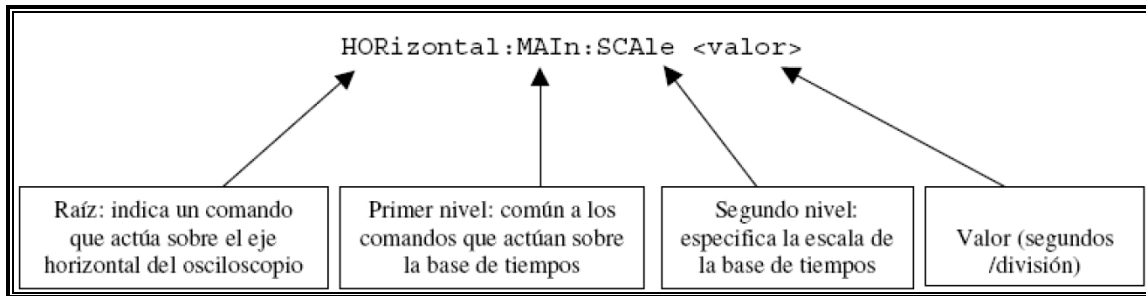 HORizontal:MAIn:SCAle <valor>
Raíz: indica un comando
que actúa sobre el eje
horizontal del osciloscopio
Primer nivel: común a los
comandos que actúan sobre
la base de tiempos
Segundo nivel:
especifica la escala de
la base de tiempos
Valor (segundos
/división)